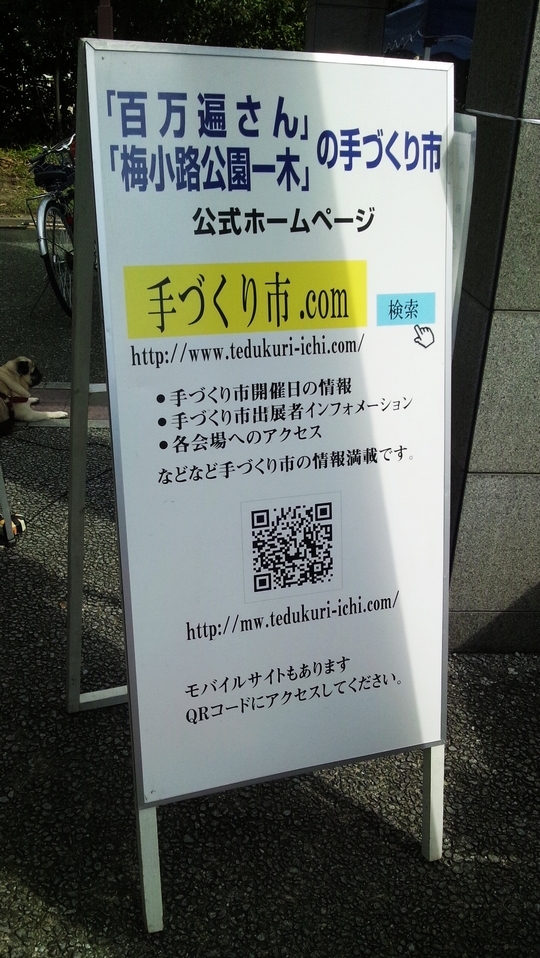 「百万遍さん」
「梅小路公園一木」の手づくり市
公式ホームページ
手づくり市.com 検索
http://www.tedukuri-ichi.com/
●手づくり市開催日の情報
●手づくり市出展者インフォメーション
●各会場へのアクセス
などなど手づくり市の情報満載です。
http://mw.tedukuri-ichi.com/
モバイルサイトもあります
QRコードにアクセスしてください。